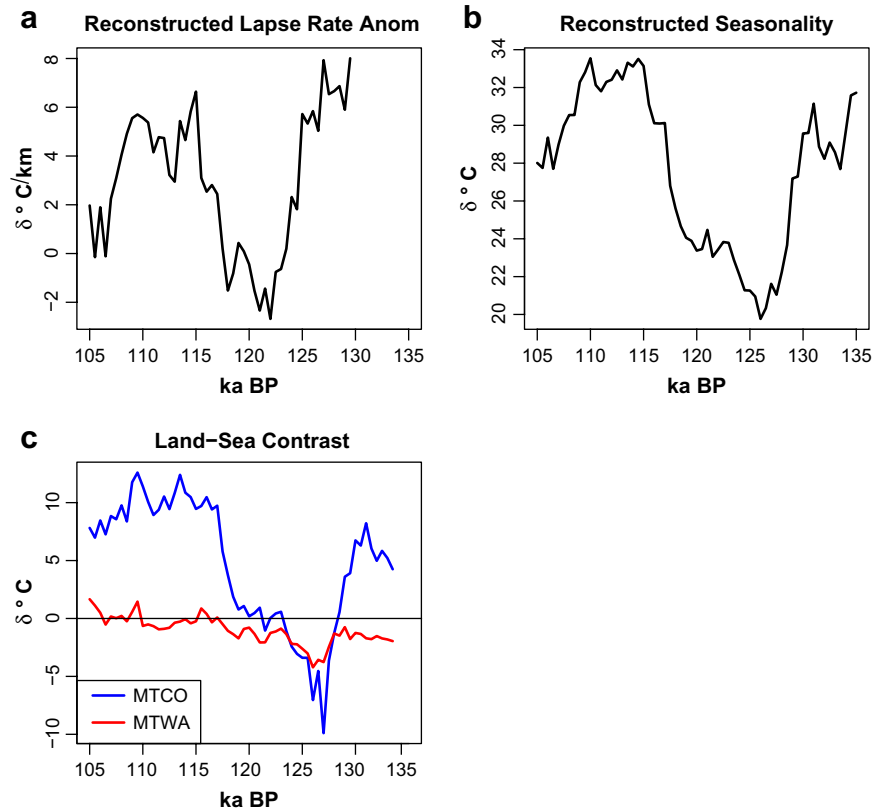 a Reconstructed Lapse Rate Anom
δ ° C/km
8
6
4
2
0
−2
105 110 115 120 125 130 135
ka BP
b Reconstructed Seasonality
δ ° C
34
32
30
28
26
24
22
20
105 110 115 120 125 130 135
ka BP
c Land−Sea Contrast
δ ° C
10
5
0
−5
−10
MTCO
MTWA
105 110 115 120 125 130 135
ka BP